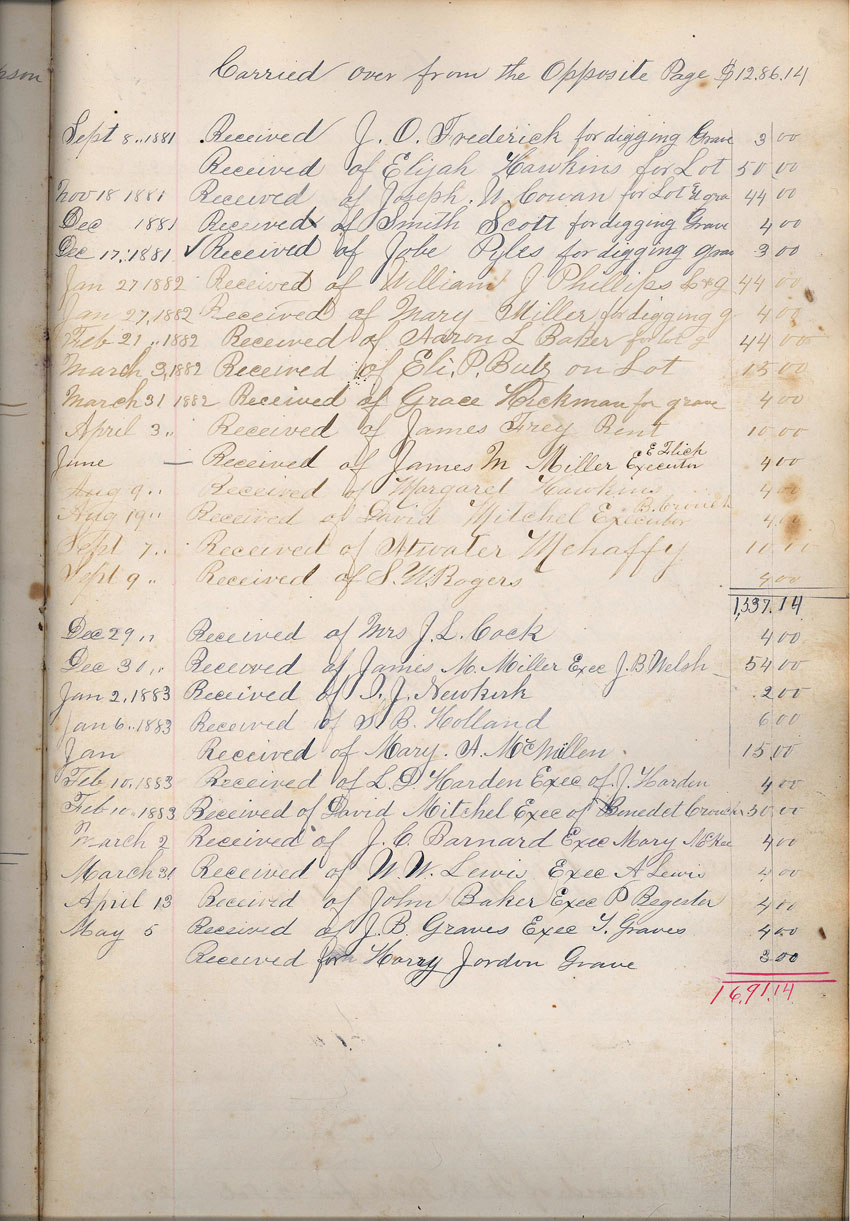 Carried over from the Opposite Page $12.86.14
Sept 8..1881 Received J. O. Frederick for digging Grave 3 00
Received of Elijah Hawkins for Lot 50 00
Nov 18 1881 Received of Joseph. W. Cowan for Lot & gra 44 00
Dec 1881 Received of Smith Scott for digging Grave 4 00
Dec 17, 1881 ✓ Received of Jobe Pyles for digging grav 3 00
Jan 27 1882 Received of William J Phillips L & g 44 00
Jan 27, 1882 Received of Mary Miller for digging g 4 00
Feb 21 .. 1882 Received of Aaron L Baker for lot g 44 00
March 3, 1882 Received of Eli. P. Butz on Lot 15 00
March 31 1882 Received of Grace Hickman for grave 4 00
April 3.. Received of James Frey Rent 10 00
June — Received of James M Miller Executor 4 00
Aug 9.. Received of Margaret Hawkins 4 00
Aug 19.. Received of David Mitchel Executor B. Crouch 4 00
Sept 7.. Received of Atwater Mehaffy 10 00
Sept 9.. Received of S. W. Rogers 4 00
1,537.14
Dec 29 .. Received of Mrs J. L. Cock 4 00
Dec 30 .. Received of James M. Miller Exec J. B. Welsh 54 00
Jan 2, 1883 Received of J. Newkirk 2 00
Jan 6..1883 Received of B. Holland 6 00
Jan Received of Mary. A. McMillen. 15 00
Feb 10, 1883 Received of L. D. Harden Exec of J. Harden 4 00
Feb 10.. 1883 Received of David Mitchel Exec of Benedct Crouch 50 00
March 2 Received of J. C. Barnard Exec Mary McKee 4 00
March 31 Received of W. W. Lewis Exec A Lewis 4 00
April 13 Received of John Baker Exec P Begester 4 00
May 5 Received of J. B. Graves Exec T. Graves 4 00
Received for Harry Jordon Grave 3 00
1691.14